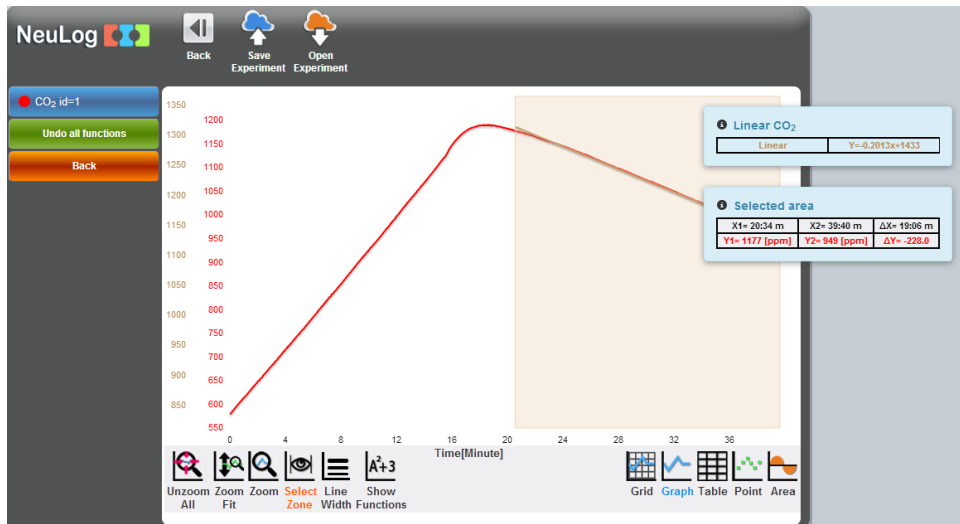 NeuLog
Back
Save
Experiment
Open
Experiment
CO₂ id=1
Undo all functions
Back
1350
1300
1250
1200
1150
1100
1050
1000
950
900
850
1200
1150
1100
1050
1000
950
900
850
800
750
700
650
600
550
0 4 8 12 16 20 24 28 32 36
Time[Minute]
Linear CO₂
Linear Y=-0.2013x+1433
Selected area
X1= 20:34 m X2= 39:40 m ΔX= 19:06 m
Y1= 1177 [ppm] Y2= 949 [ppm] ΔY= -228.0
Unzoom
All
Zoom
Fit
Zoom
Select
Zone
Line
Width
A²+3
Show
Functions
Grid
Graph
Table
Point
Area